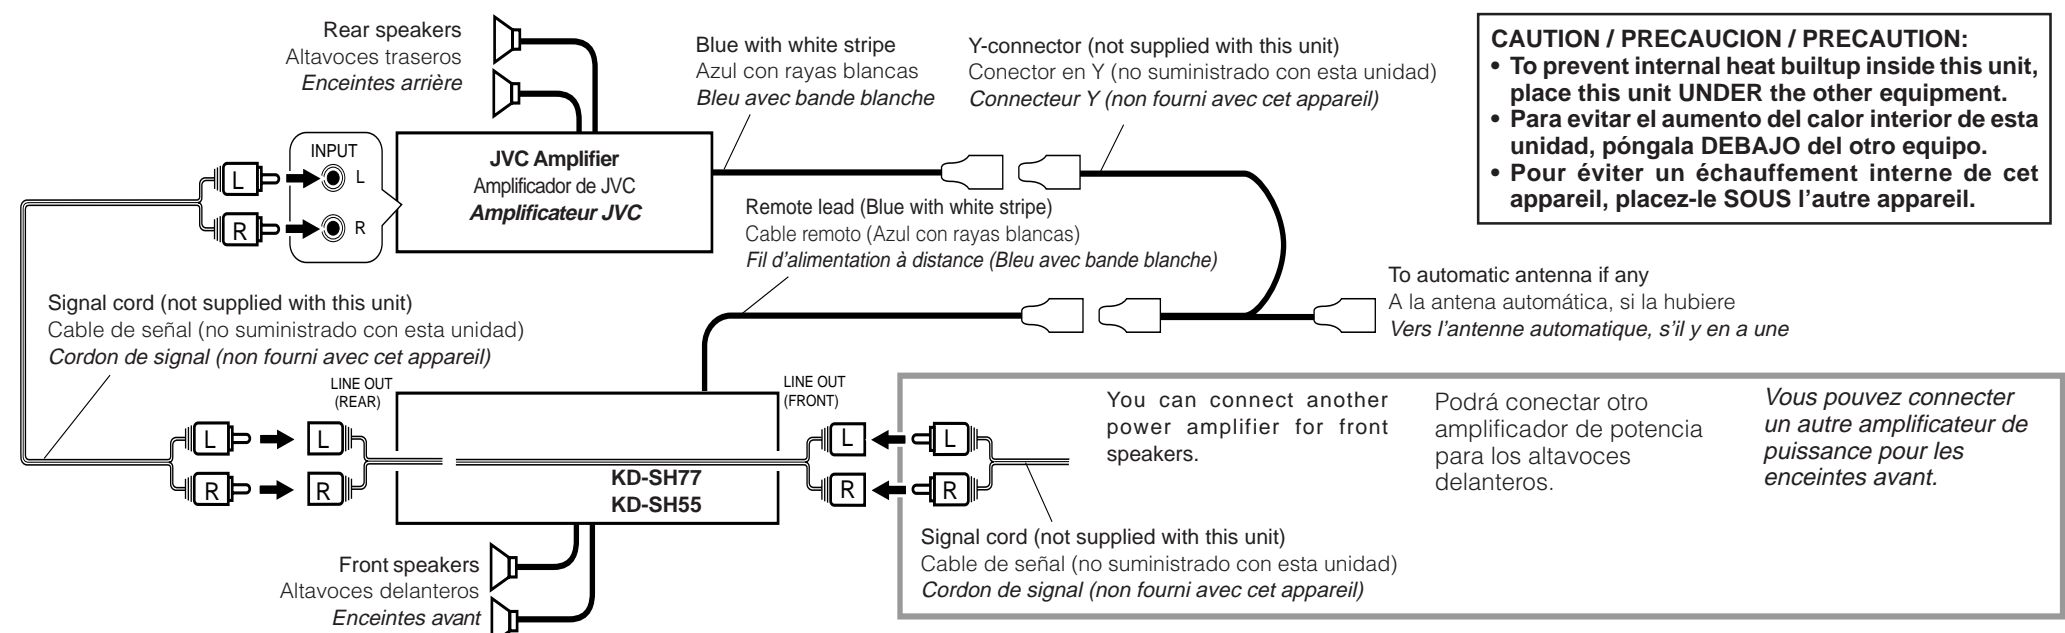 Rear speakers
Altavoces traseros
Enceintes arrière
Blue with white stripe
Azul con rayas blancas
Bleu avec bande blanche
Y-connector (not supplied with this unit)
Conector en Y (no suministrado con esta unidad)
Connecteur Y (non fourni avec cet appareil)
CAUTION / PRECAUCION / PRECAUTION:
• To prevent internal heat builtup inside this unit,
place this unit UNDER the other equipment.
• Para evitar el aumento del calor interior de esta
unidad, póngala DEBAJO del otro equipo.
• Pour éviter un échauffement interne de cet
appareil, placez-le SOUS l'autre appareil.
INPUT
L
L
R
R
JVC Amplifier
Amplificador de JVC
Amplificateur JVC
Remote lead (Blue with white stripe)
Cable remoto (Azul con rayas blancas)
Fil d'alimentation à distance (Bleu avec bande blanche)
To automatic antenna if any
A la antena automática, si la hubiere
Vers l'antenne automatique, s'il y en a une
Signal cord (not supplied with this unit)
Cable de señal (no suministrado con esta unidad)
Cordon de signal (non fourni avec cet appareil)
LINE OUT
(REAR)
LINE OUT
(FRONT)
L
L
L
L
R
R
R
R
KD-SH77
KD-SH55
You can connect another
power amplifier for front
speakers.
Podrá conectar otro
amplificador de potencia
para los altavoces
delanteros.
Vous pouvez connecter
un autre amplificateur de
puissance pour les
enceintes avant.
Signal cord (not supplied with this unit)
Cable de señal (no suministrado con esta unidad)
Cordon de signal (non fourni avec cet appareil)
Front speakers
Altavoces delanteros
Enceintes avant